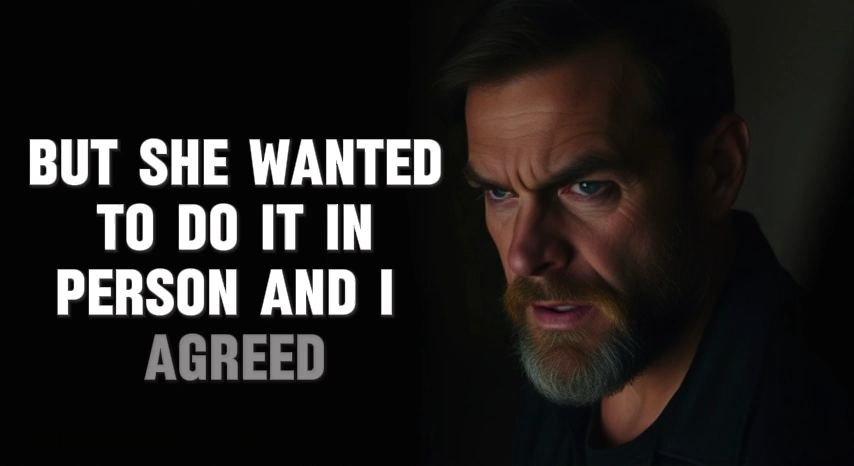 BUT SHE WANTED
TO DO IT IN
PERSON AND I
AGREED